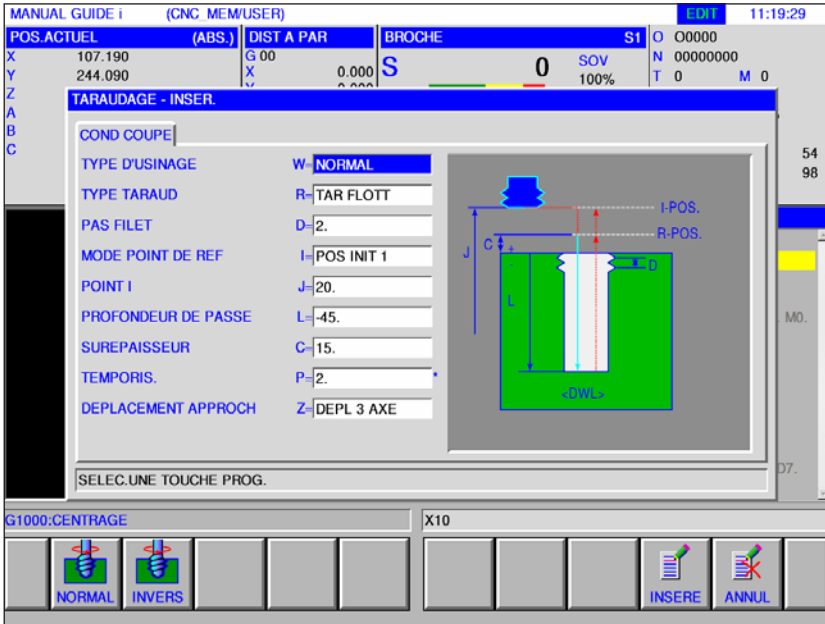 MANUAL GUIDE i (CNC_MEM/USER) EDIT 11:19:29
POS.ACTUEL (ABS.) DIST A PAR BROCHE S1 O O0000
X 107.190 G 00 N 00000000
Y 244.090 X 0.000 S 0 SOV 100% T 0 M 0
Z
A
B
C
54
98
TARAUDAGE - INSER.
COND COUPE
TYPE D'USINAGE W= NORMAL
TYPE TARAUD R= TAR FLOTT
PAS FILET D= 2.
MODE POINT DE REF I= POS INIT 1
POINT I J= 20.
PROFONDEUR DE PASSE L= -45.
SUREPAISSEUR C= 15.
TEMPORIS. P= 2. *
DEPLACEMENT APPROCH Z= DEPL 3 AXE
I-POS.
R-POS.
J
C
+
-
D
L
<DWL>
M0.
D7.
SELEC.UNE TOUCHE PROG.
G1000:CENTRAGE X10
NORMAL INVERS INSERE ANNUL